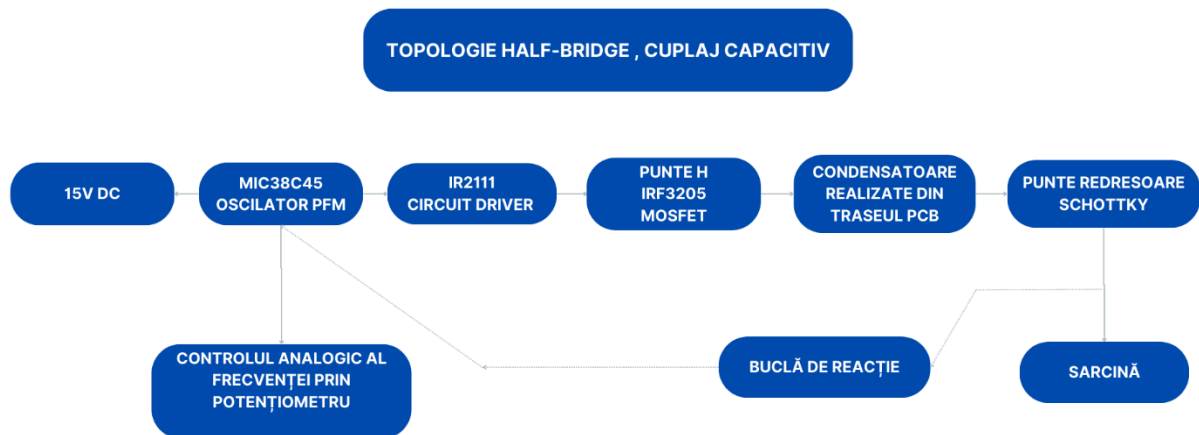 TOPOLOGIE HALF-BRIDGE , CUPLAJ CAPACITIV
15V DC
MIC38C45
OSCILATOR PFM
IR2111
CIRCUIT DRIVER
PUNTE H
IRF3205
MOSFET
CONDENSATOARE
REALIZATE DIN
TRASEUL PCB
PUNTE REDRESOARE
SCHOTTKY
CONTROLUL ANALOGIC AL
FRECVENȚEI PRIN
POTENȚIOMETRU
BUCLĂ DE REACȚIE
SARCINĂ